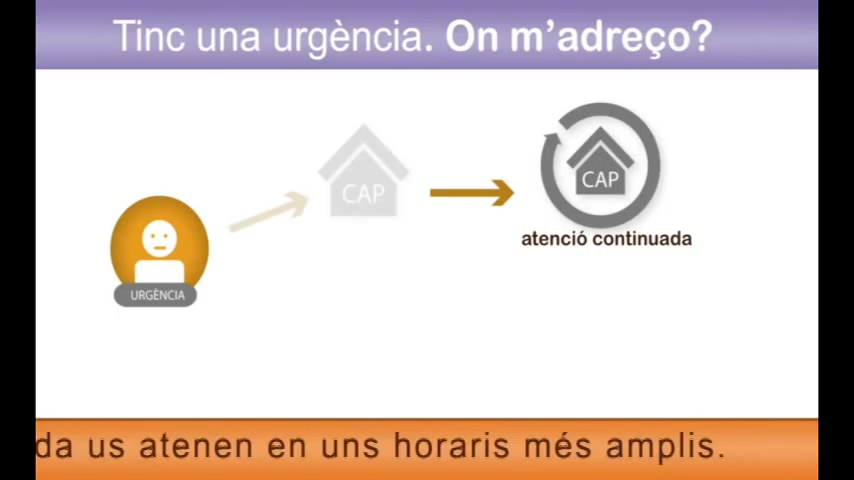 Tinc una urgència. On m'adreço?
CAP
CAP
atenció continuada
URGÈNCIA
da us atenen en uns horaris més amplis.